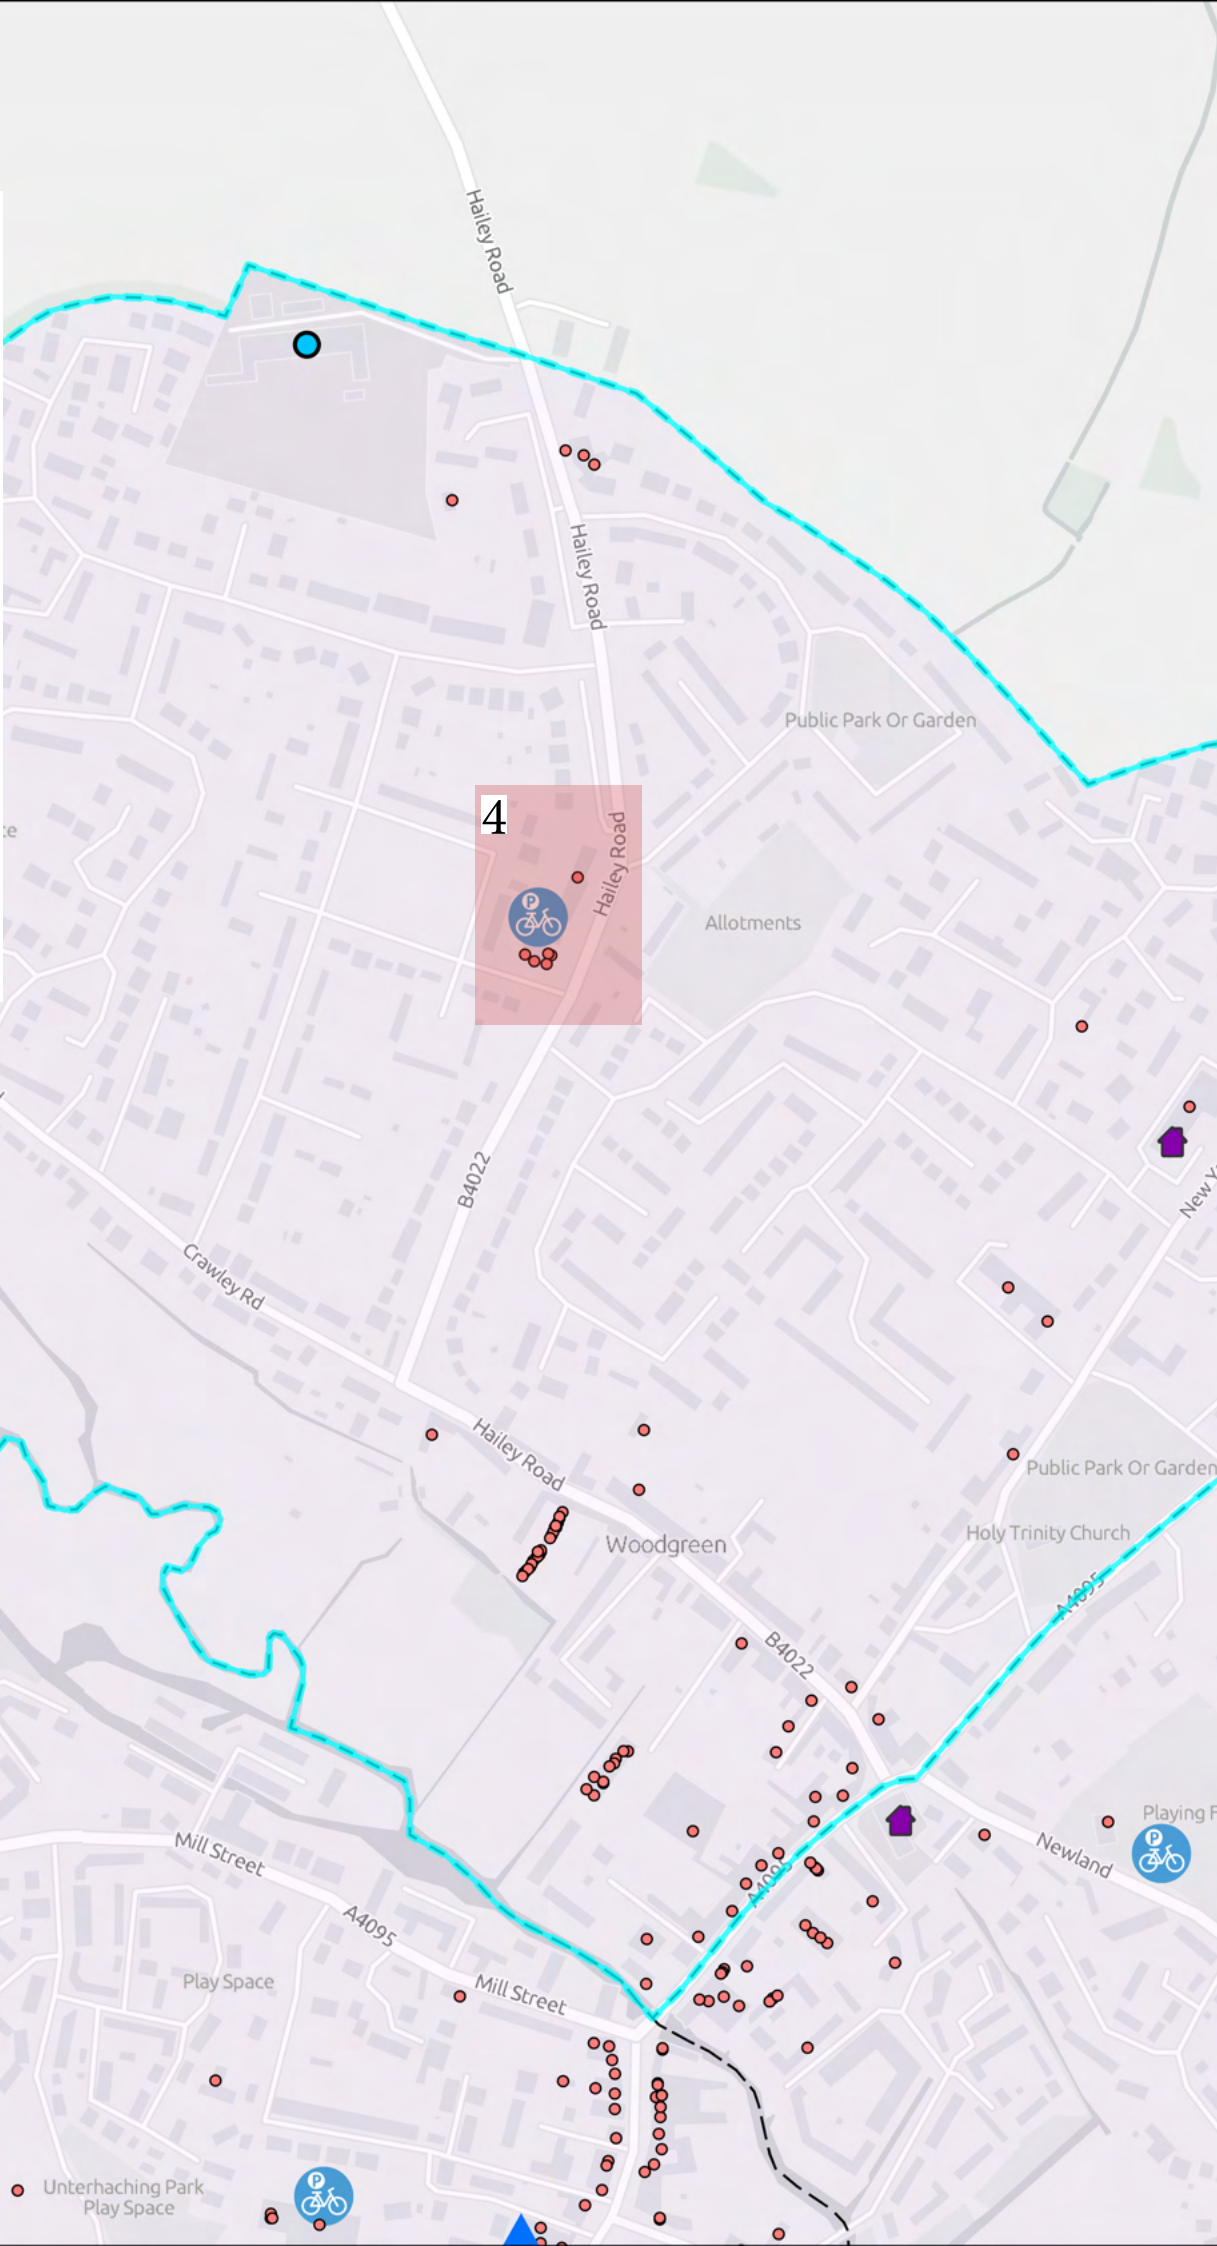 Hailey Road
Hailey Road
Public Park Or Garden
4
P
Hailey Road
Allotments
B4022
New Y
Crawley Rd
Hailey Road
Public Park Or Garden
Holy Trinity Church
Woodgreen
A4095
B4022
Playing F
P
Newland
Mill Street
A4095
A4095
Play Space
Mill Street
Unterhaching Park
Play Space
P